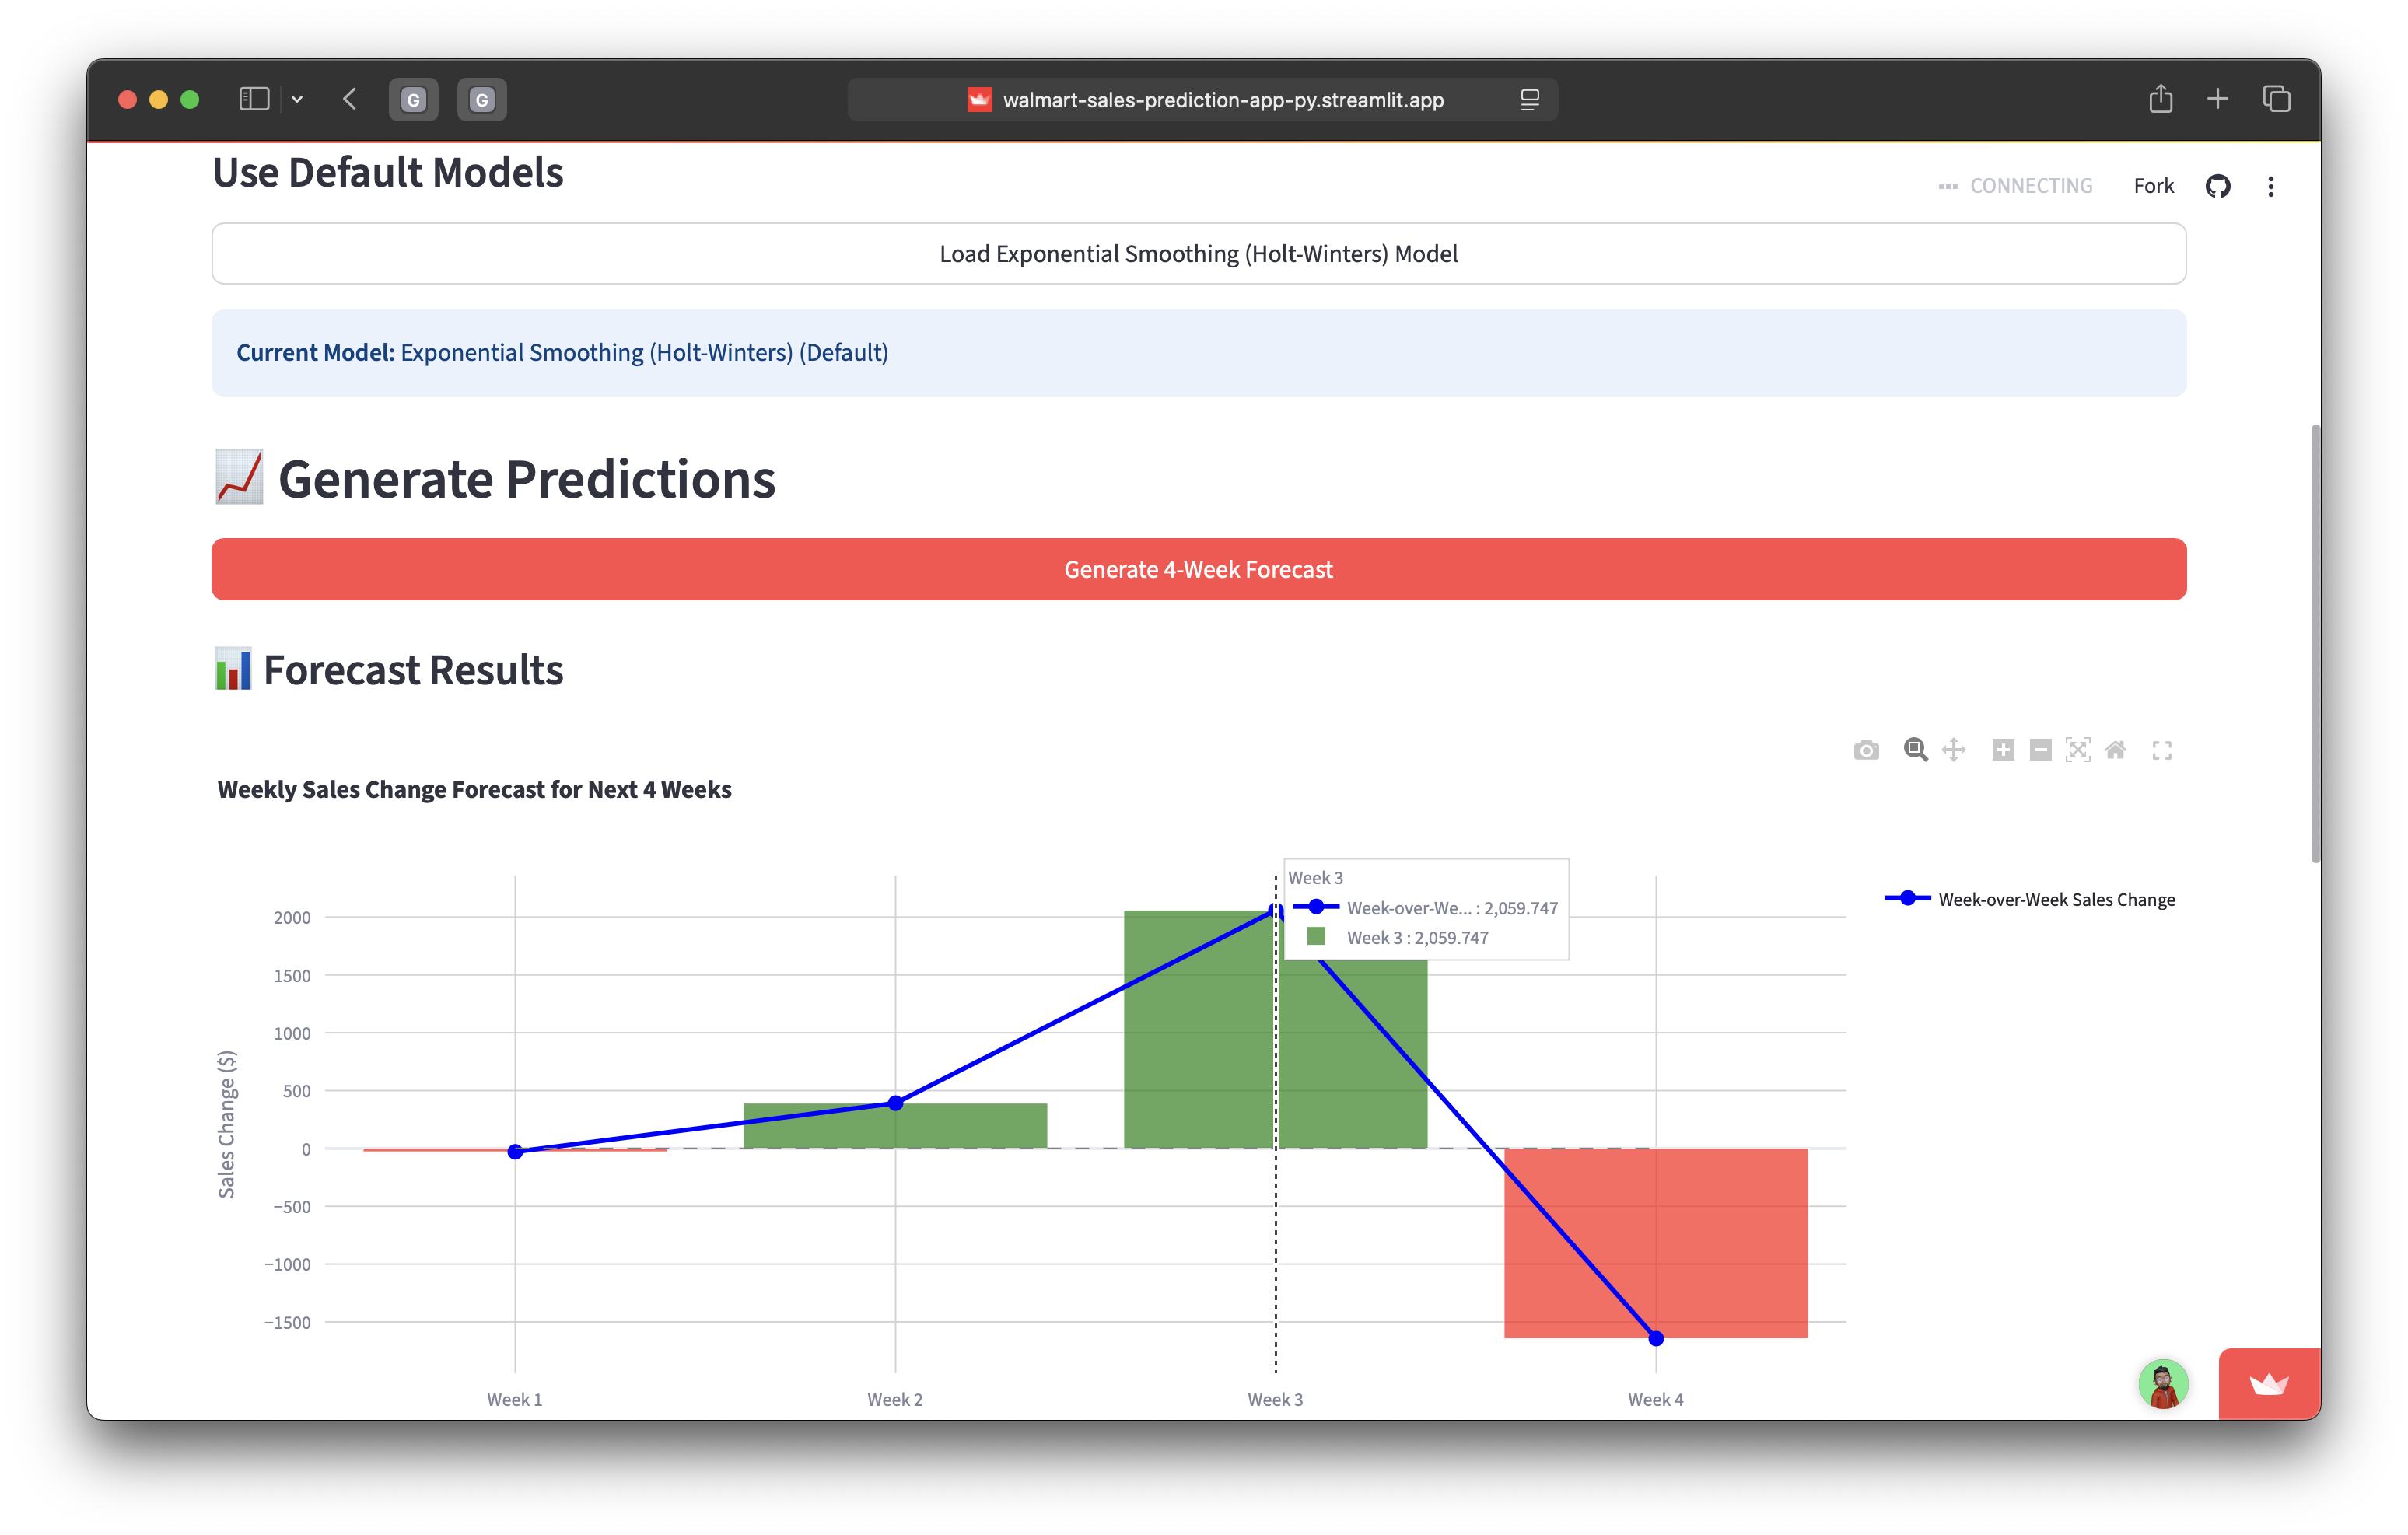 G
G
walmart-sales-prediction-app-py.streamlit.app
Use Default Models
CONNECTING
Fork
Load Exponential Smoothing (Holt-Winters) Model
Current Model: Exponential Smoothing (Holt-Winters) (Default)
Generate Predictions
Generate 4-Week Forecast
Forecast Results
Weekly Sales Change Forecast for Next 4 Weeks
Week 3
Week-over-We... : 2,059.747
Week 3 : 2,059.747
Week-over-Week Sales Change
Sales Change ($)
2000
1500
1000
500
0
−500
−1000
−1500
Week 1
Week 2
Week 3
Week 4